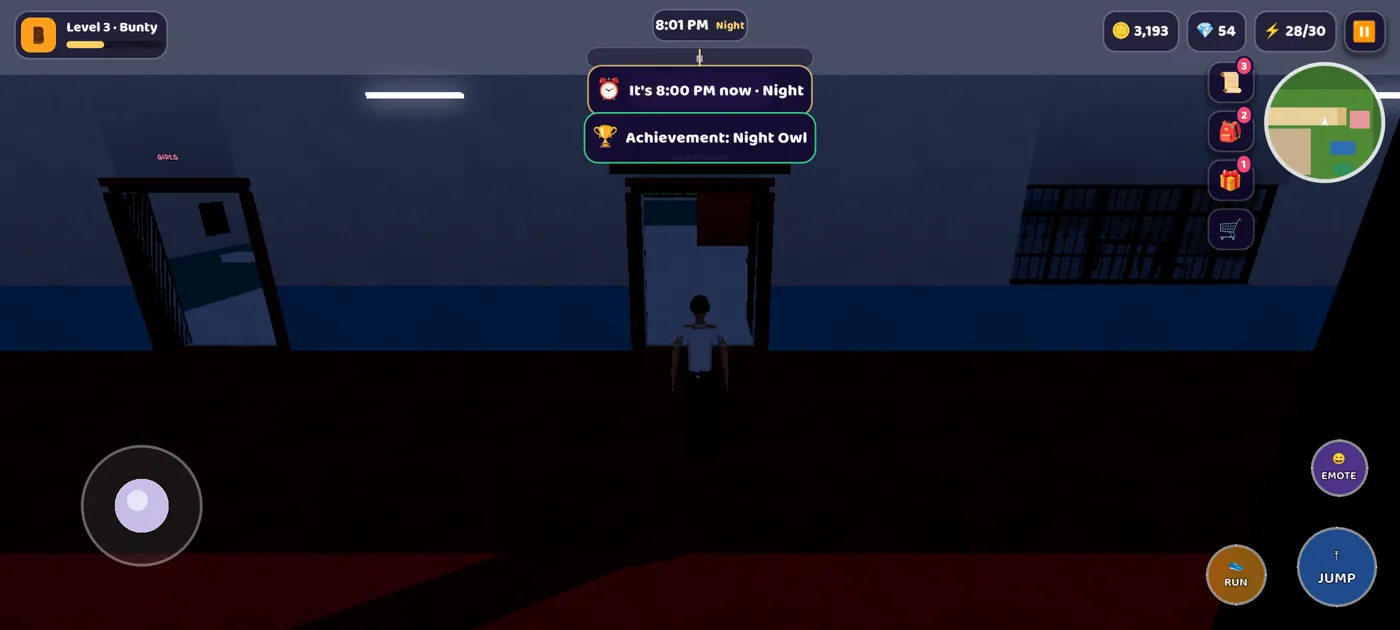 B
Level 3 · Bunty
8:01 PM Night
3,193
54
28/30
It's 8:00 PM now · Night
Achievement: Night Owl
3
2
1
GIRLS
EMOTE
RUN
JUMP